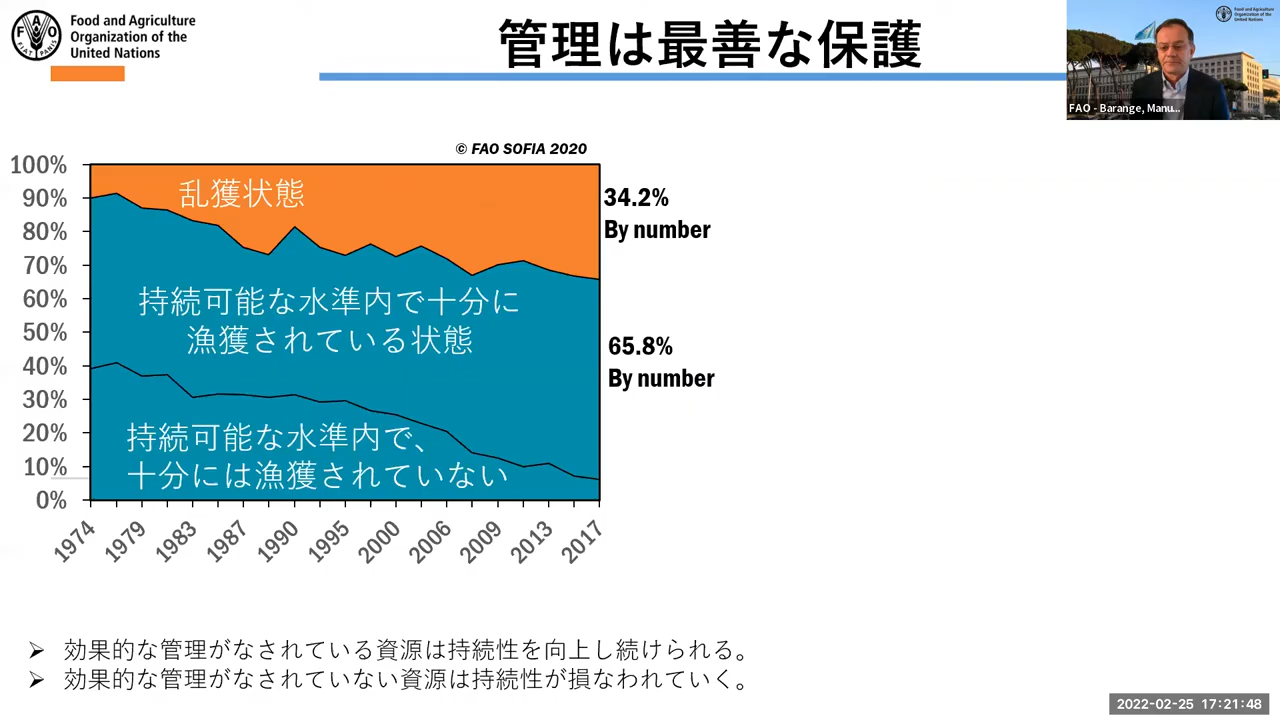 Food and Agriculture
Organization of the
United Nations
管理は最善な保護
FAO - Barange, Manu...
© FAO SOFIA 2020
100%
90%
80%
70%
60%
50%
40%
30%
20%
10%
0%
乱獲状態
持続可能な水準内で十分に
漁獲されている状態
持続可能な水準内で、
十分には漁獲されていない
34.2%
By number
65.8%
By number
1974
1979
1983
1987
1990
1995
2000
2006
2009
2013
2017
➢ 効果的な管理がなされている資源は持続性を向上し続けられる。
➢ 効果的な管理がなされていない資源は持続性が損なわれていく。
2022-02-25 17:21:48